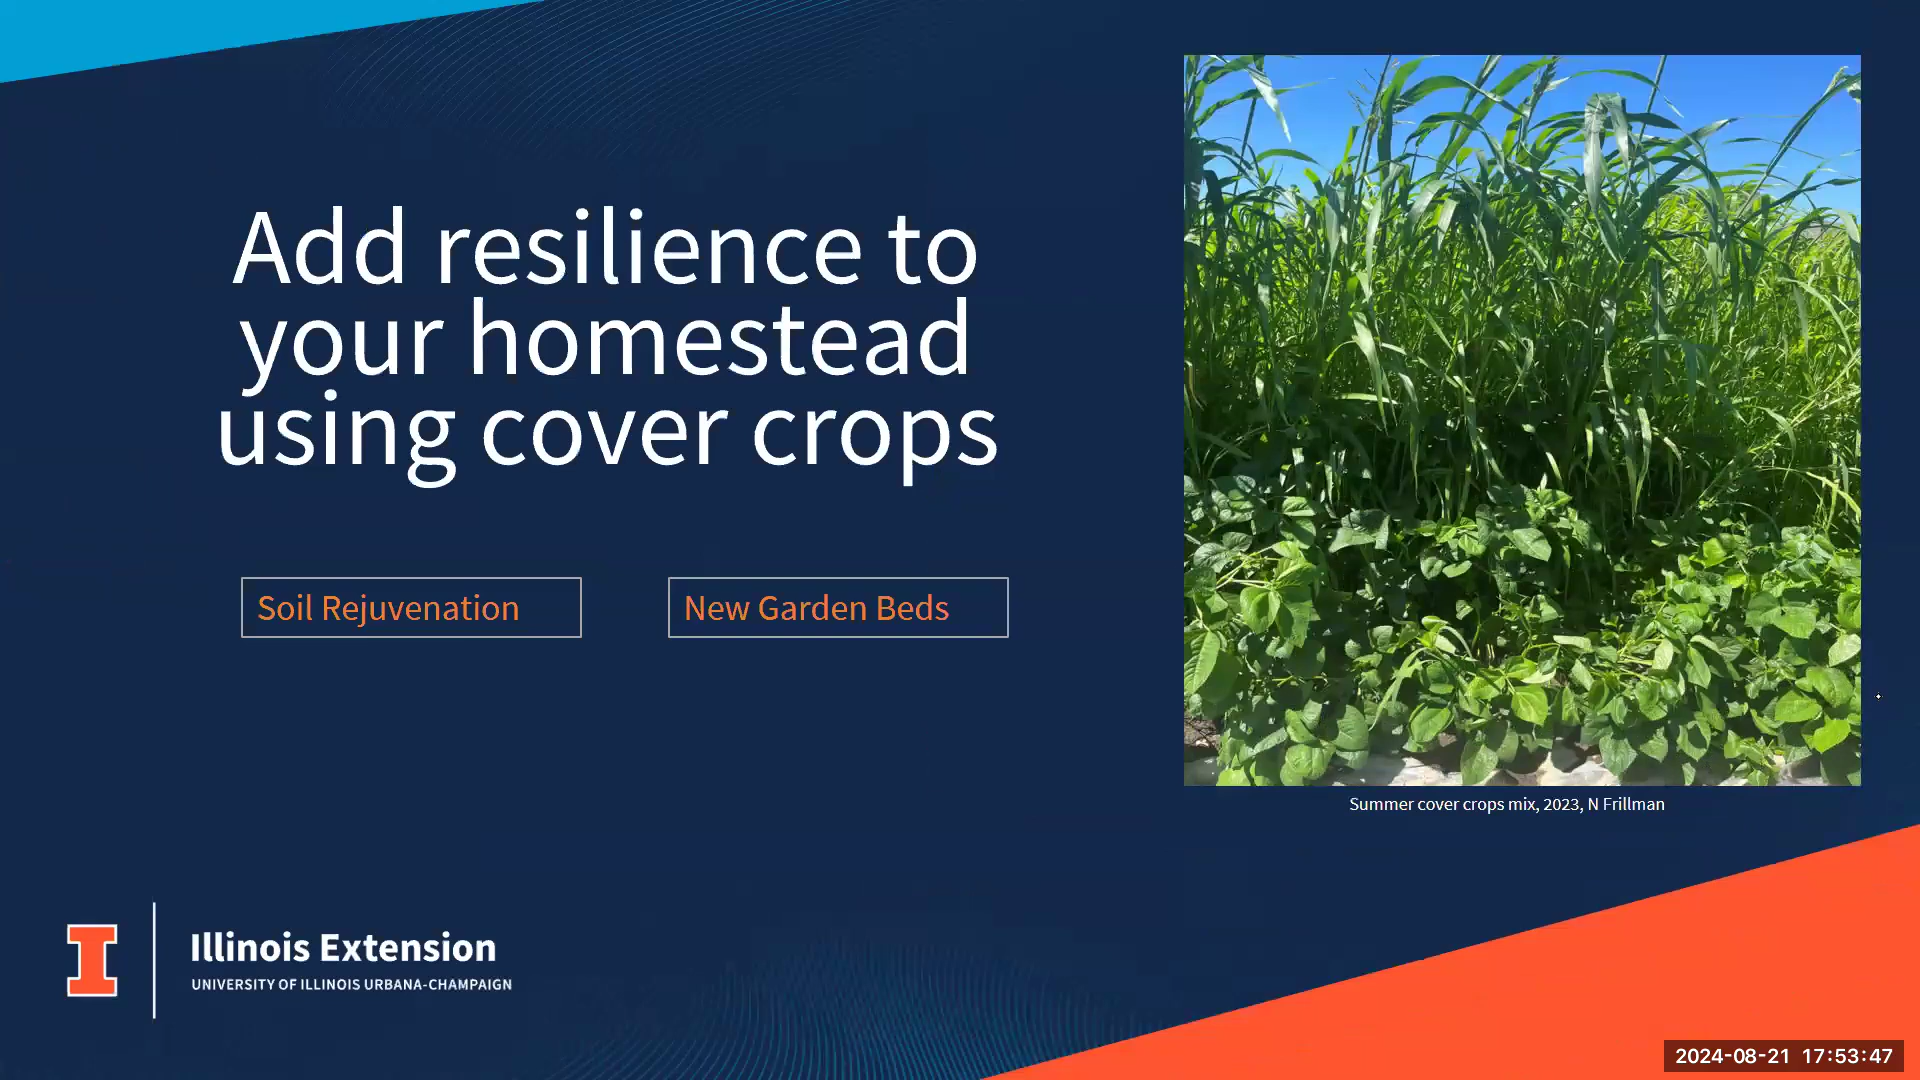 Add resilience to
your homestead
using cover crops
Soil Rejuvenation
New Garden Beds
Summer cover crops mix, 2023, N Frillman
I
Illinois Extension
UNIVERSITY OF ILLINOIS URBANA-CHAMPAIGN
2024-08-21 17:53:47